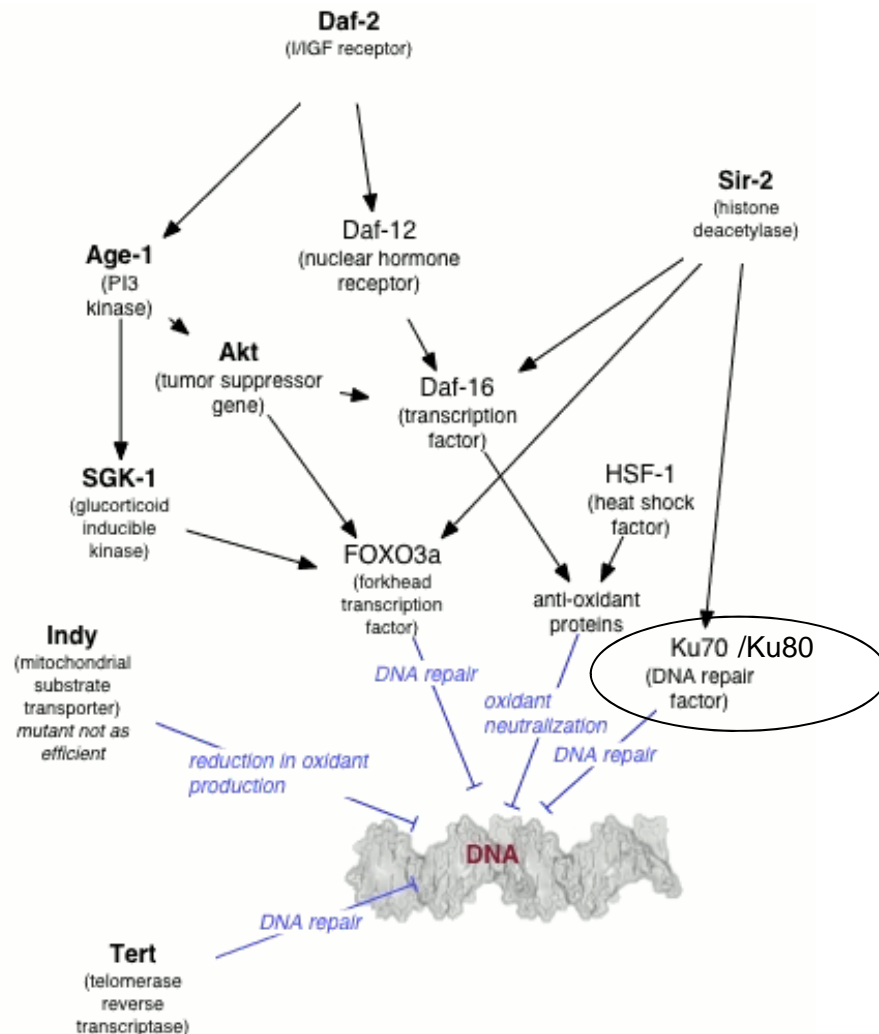 Daf-2
(I/IGF receptor)
Sir-2
(histone
deacetylase)
Daf-12
(nuclear hormone
receptor)
Age-1
(PI3
kinase)
Akt
(tumor suppressor
gene)
Daf-16
(transcription
factor)
SGK-1
(glucorticoid
inducible
kinase)
HSF-1
(heat shock
factor)
FOXO3a
(forkhead
transcription
factor)
anti-oxidant
proteins
Ku70 /Ku80
(DNA repair
factor)
Indy
(mitochondrial
substrate
transporter)
mutant not as
efficient
DNA repair
oxidant
neutralization
DNA repair
reduction in oxidant
production
DNA
DNA repair
Tert
(telomerase
reverse
transcriptase)